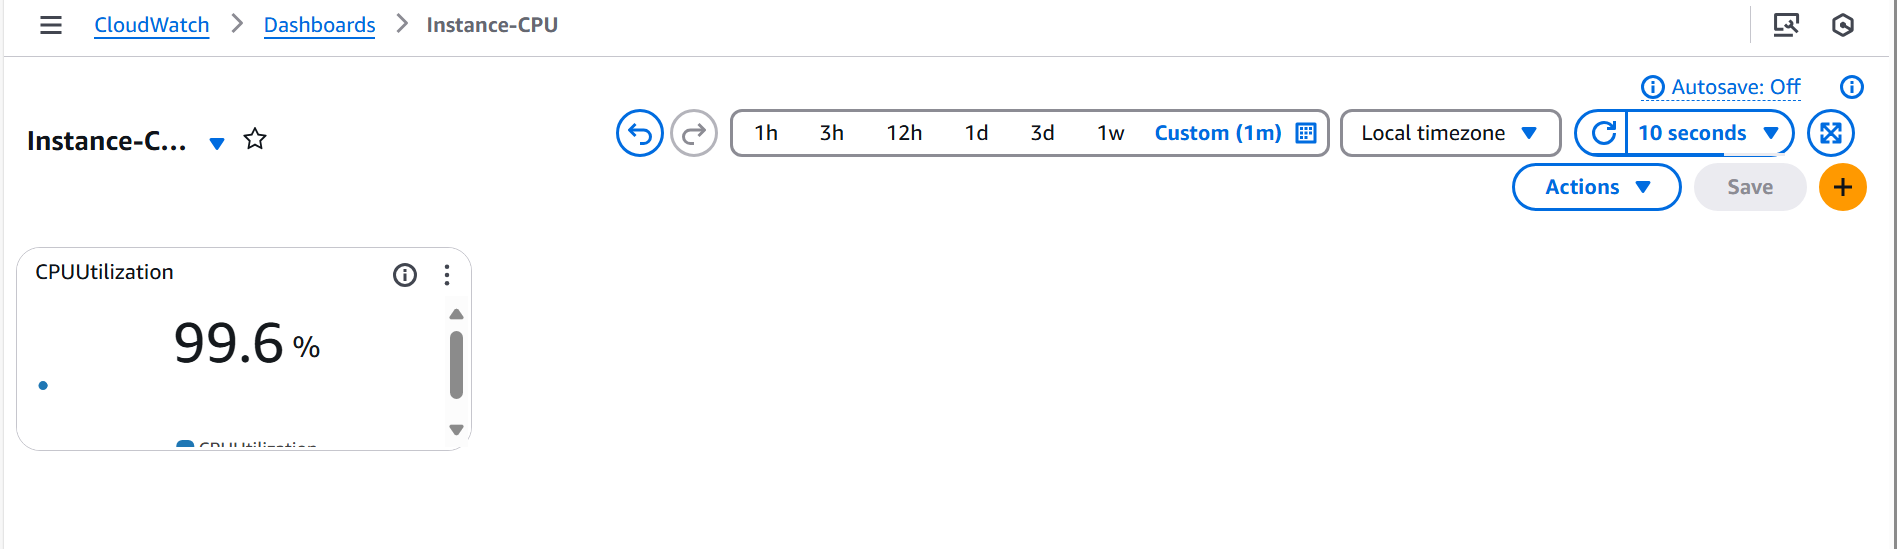 CloudWatch > Dashboards > Instance-CPU
Autosave: Off
Instance-C...
1h 3h 12h 1d 3d 1w Custom (1m) Local timezone 10 seconds
Actions Save +
CPUUtilization
99.6 %
CPUUtilization